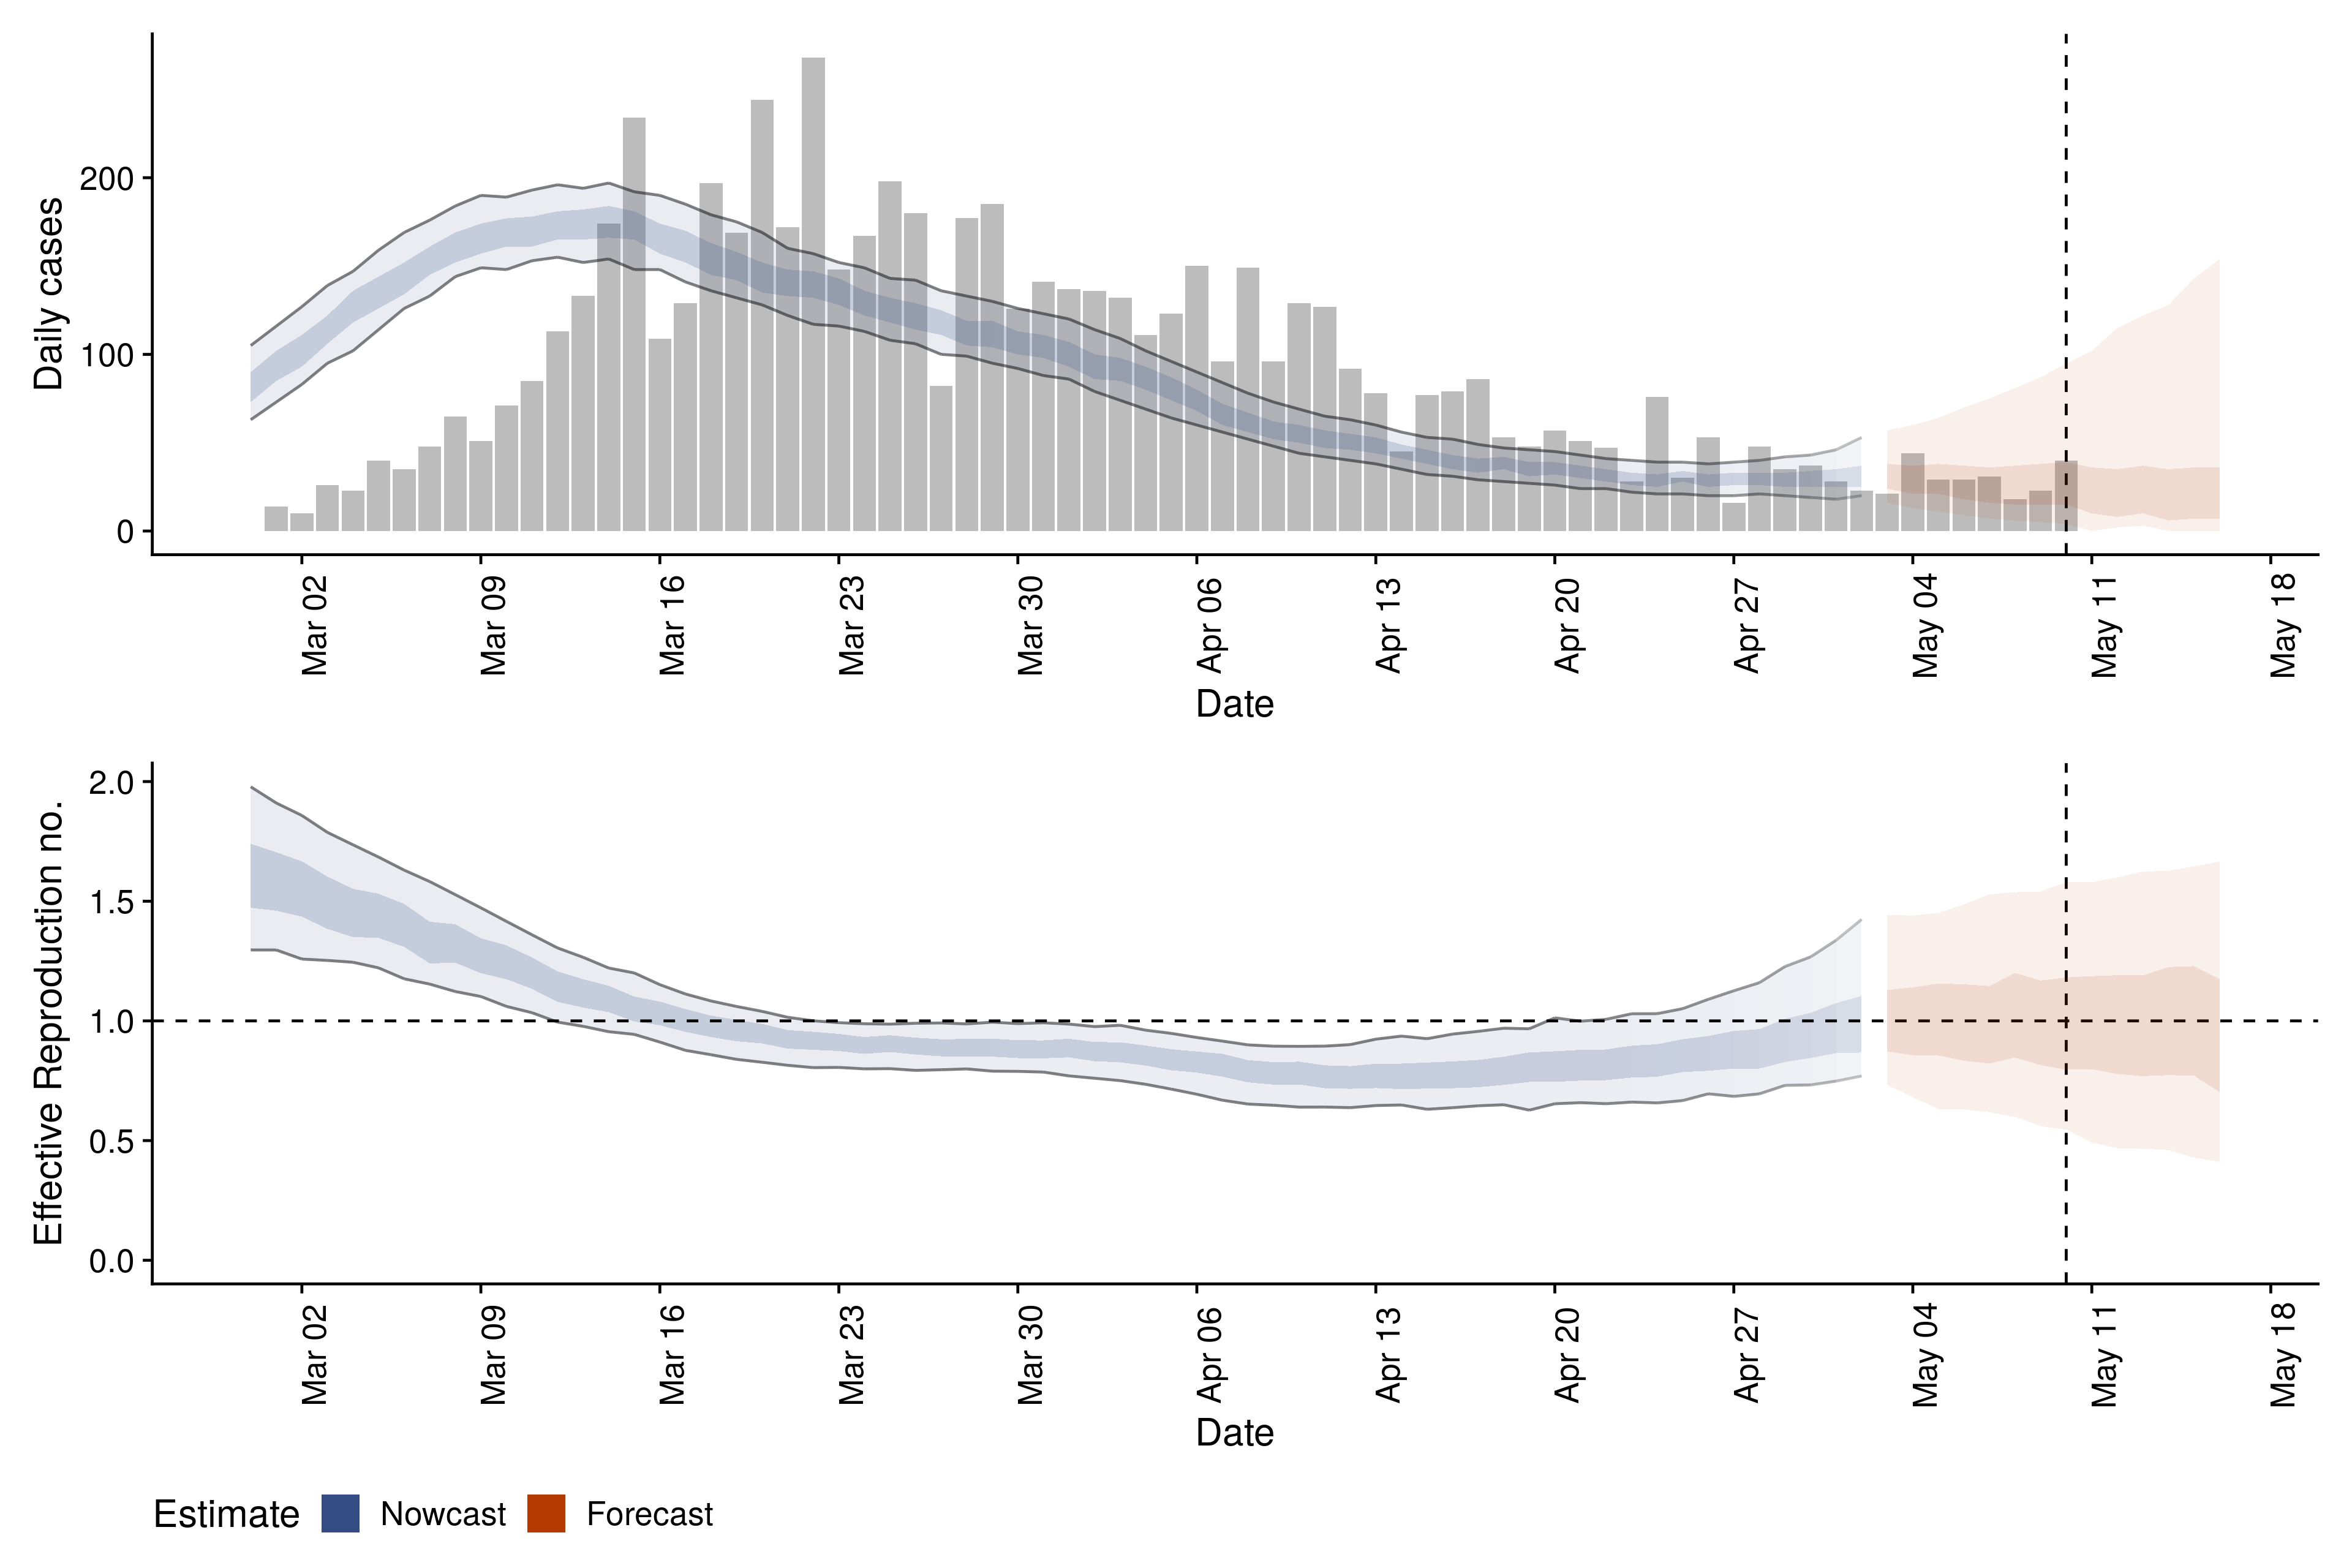 Daily cases
200
100
0
Mar 02
Mar 09
Mar 16
Mar 23
Mar 30
Apr 06
Apr 13
Apr 20
Apr 27
May 04
May 11
May 18
Date
Effective Reproduction no.
2.0
1.5
1.0
0.5
0.0
Mar 02
Mar 09
Mar 16
Mar 23
Mar 30
Apr 06
Apr 13
Apr 20
Apr 27
May 04
May 11
May 18
Date
Estimate Nowcast Forecast